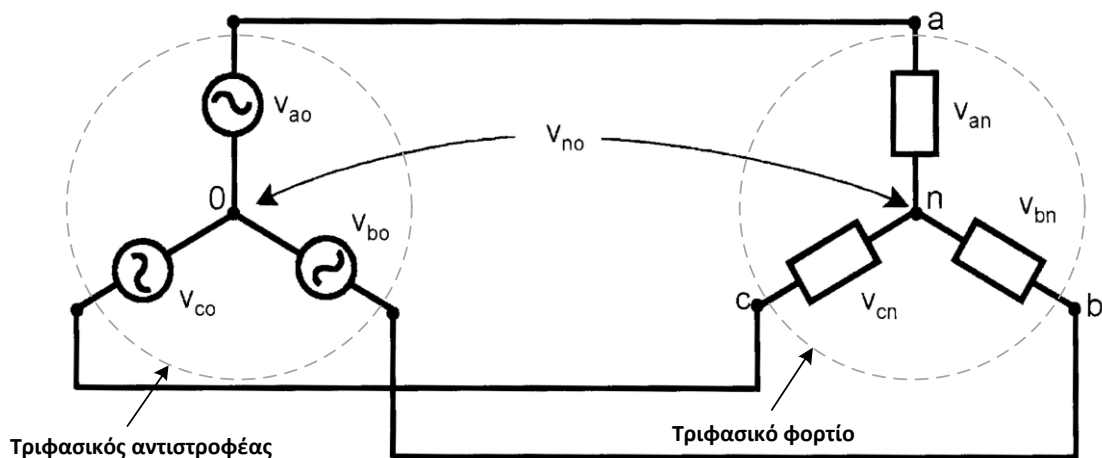 a
v_ao
v_no
v_an
0
n
v_bo
v_bn
v_co
c
v_cn
b
Τριφασικός αντιστροφέας
Τριφασικό φορτίο